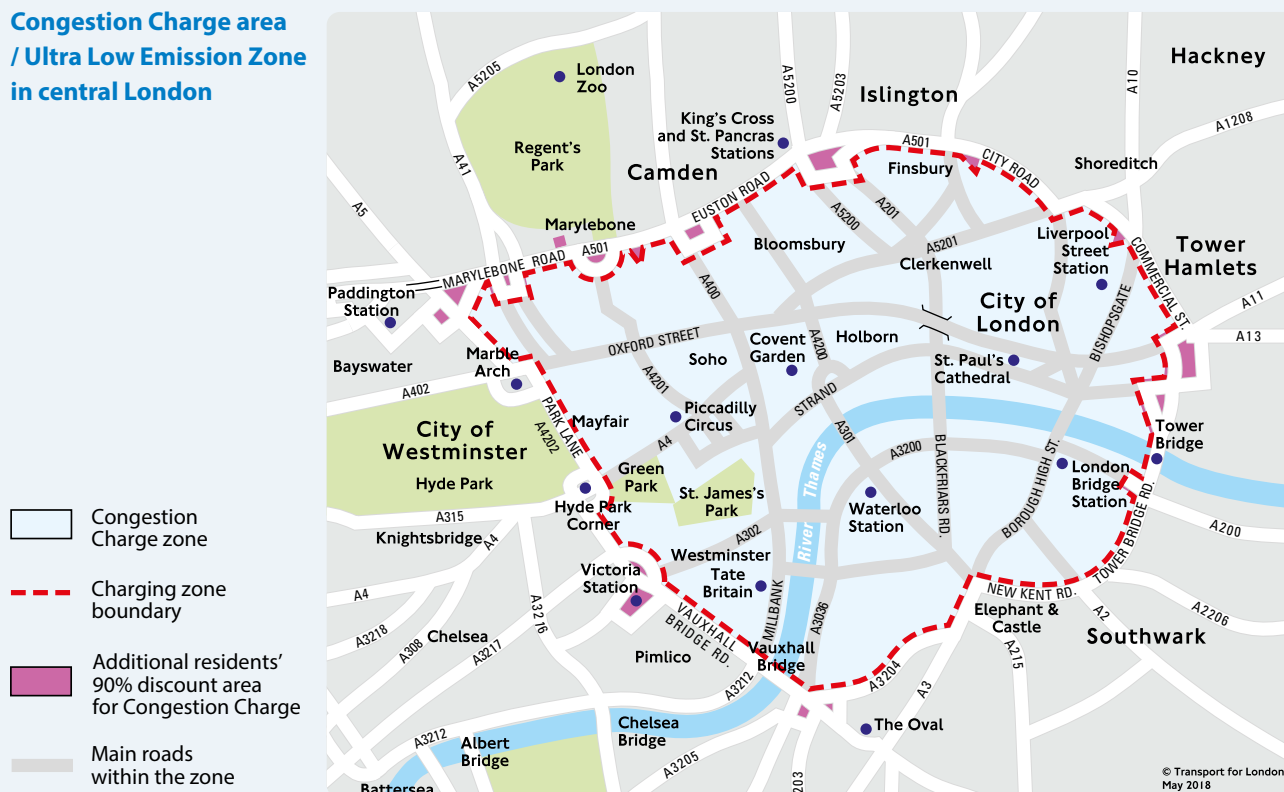 Congestion Charge area
/ Ultra Low Emission Zone
in central London
Congestion
Charge zone
Charging zone
boundary
Additional residents’
90% discount area
for Congestion Charge
Main roads
within the zone
Hackney
A5205
London
Zoo
A5200
A5203
A10
Islington
A1208
King's Cross
and St. Pancras
Stations
A501
CITY ROAD
Shoreditch
Regent's
Park
A41
Camden
Finsbury
EUSTON ROAD
A5
A5200
A201
Marylebone
A501
Bloomsbury
A5201
Liverpool
Street
Station
COMMERCIAL ST.
Tower
Hamlets
MARYLEBONE ROAD
Clerkenwell
Paddington
Station
A400
City of
London
BISHOPSGATE
A11
A13
OXFORD STREET
Covent
Garden
A4200
Holborn
Bayswater
Marble
Arch
Soho
St. Paul's
Cathedral
A402
A4201
STRAND
PARK LANE
A4202
Mayfair
Piccadilly
Circus
City of
Westminster
A4
A301
A3200
BLACKFRIARS RD.
BOROUGH HIGH ST.
Tower
Bridge
Hyde Park
Green
Park
St. James's
Park
River Thames
London
Bridge
Station
Hyde Park
Corner
Waterloo
Station
TOWER BRIDGE RD.
A315
Knightsbridge
A4
A302
A200
Westminster
Victoria
Station
Tate
Britain
MILLBANK
A3036
NEW KENT RD.
A4
A3216
VAUXHALL
BRIDGE RD.
Elephant &
Castle
A2
A2206
A3218
A308
Chelsea
A3217
Southwark
Pimlico
Vauxhall
Bridge
A3204
A215
A3212
A3
Chelsea
Bridge
The Oval
A3212
Albert
Bridge
A3205
203
Battersea
© Transport for London
May 2018